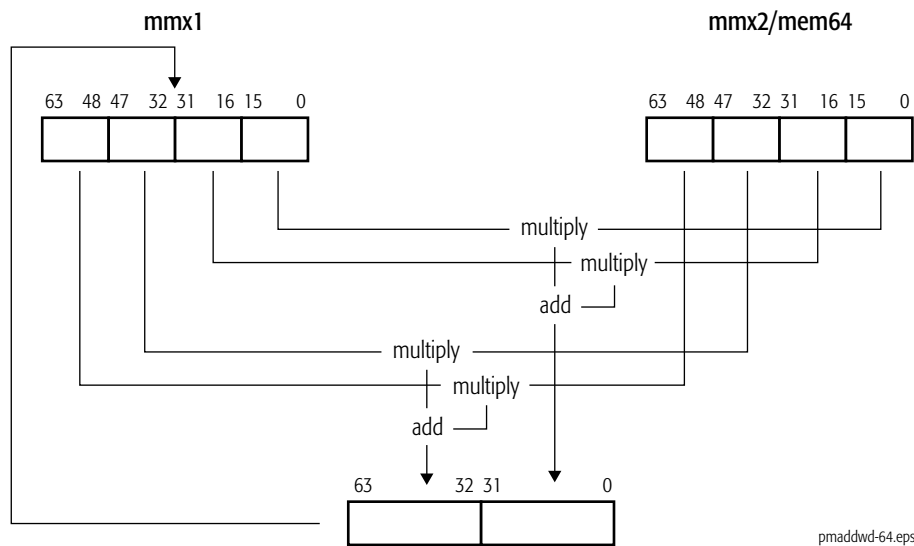 mmx1 mmx2/mem64
63 48 47 32 31 16 15 0 63 48 47 32 31 16 15 0
multiply
multiply
add
multiply
multiply
add
63 32 31 0
pmaddwd-64.eps